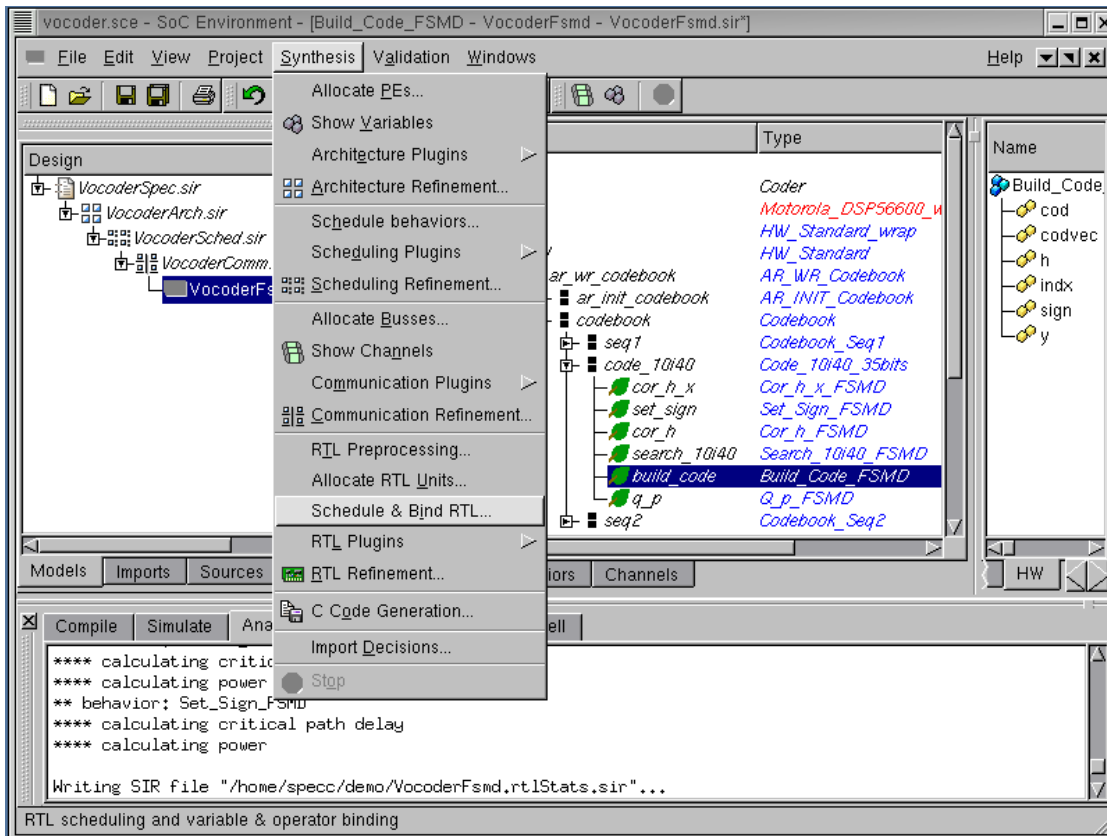 vocoder.sce - SoC Environment - [Build_Code_FSMD - VocoderFsmd - VocoderFsmd.sir*]
File Edit View Project Synthesis Validation Windows Help
Allocate PEs...
Show Variables
Architecture Plugins
Architecture Refinement...
Schedule behaviors...
Scheduling Plugins
Scheduling Refinement...
Allocate Busses...
Show Channels
Communication Plugins
Communication Refinement...
RTL Preprocessing...
Allocate RTL Units...
Schedule & Bind RTL...
RTL Plugins
RTL Refinement...
C Code Generation...
Import Decisions...
Stop
Design
VocoderSpec.sir
VocoderArch.sir
VocoderSched.sir
VocoderComm.
VocoderFs
Models Imports Sources
Type
Coder
Motorola_DSP56600_w
HW_Standard_wrap
HW_Standard
ar_wr_codebook AR_WR_Codebook
ar_init_codebook AR_INIT_Codebook
codebook Codebook
seq1 Codebook_Seq1
code_10i40 Code_10i40_35bits
cor_h_x Cor_h_x_FSMD
set_sign Set_Sign_FSMD
cor_h Cor_h_FSMD
search_10i40 Search_10i40_FSMD
build_code Build_Code_FSMD
q_p Q_p_FSMD
seq2 Codebook_Seq2
iors Channels
Name
Build_Code_
cod
codvec
h
indx
sign
y
HW
Compile Simulate Ana ell
**** calculating critic
**** calculating power
** behavior: Set_Sign_FSMD
**** calculating critical path delay
**** calculating power
Writing SIR file "/home/specc/demo/VocoderFsmd.rtlStats.sir"...
RTL scheduling and variable & operator binding